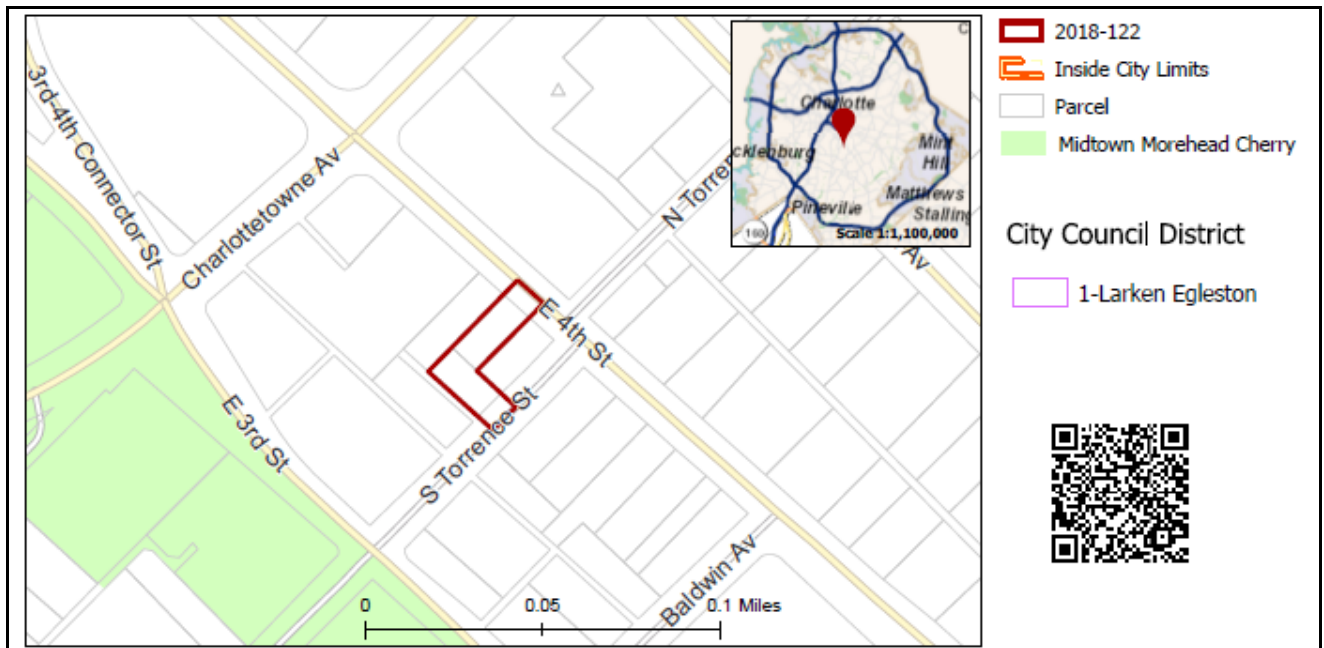 3rd-4th Connector St
Charlottetowne Av
N Torren
Av
E 4th St
E 3rd St
S Torrence St
Baldwin Av
0 0.05 0.1 Miles
C
Charlotte
cklenburg
Mint
Hill
Matthews
Pineville
Stalling
160
Scale 1:1,100,000
2018-122
Inside City Limits
Parcel
Midtown Morehead Cherry
City Council District
1-Larken Egleston